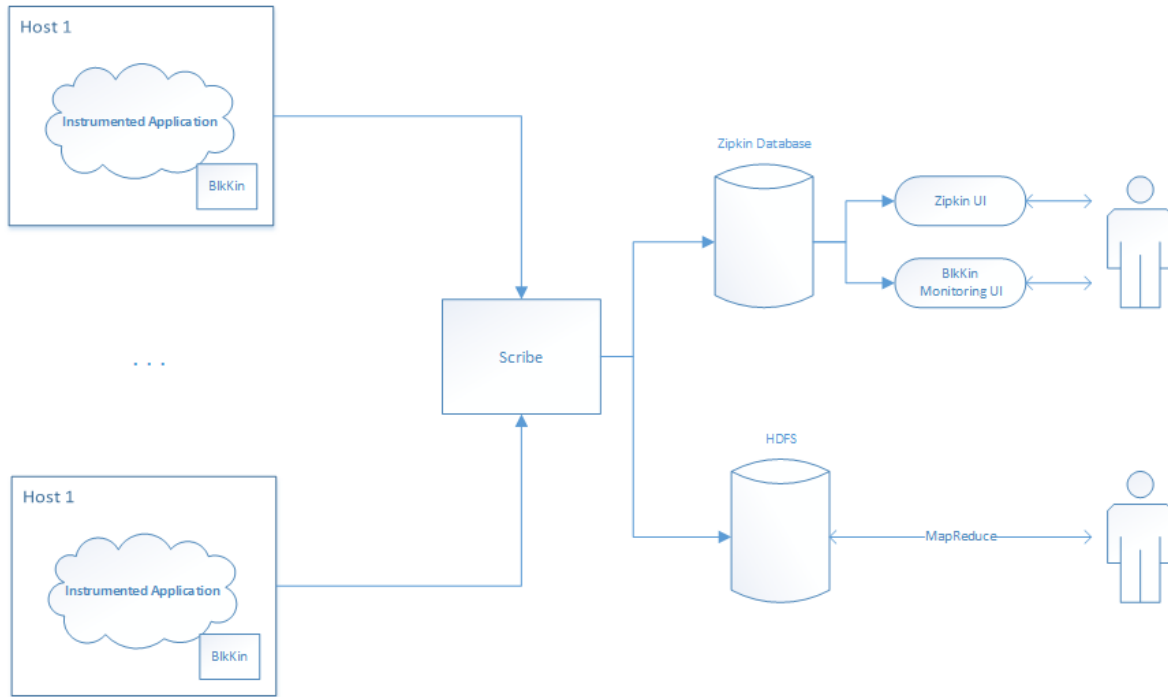 Host 1
Instrumented Application
BlkKin
. . .
Host 1
Instrumented Application
BlkKin
Scribe
Zipkin Database
Zipkin UI
BlkKin
Monitoring UI
HDFS
MapReduce